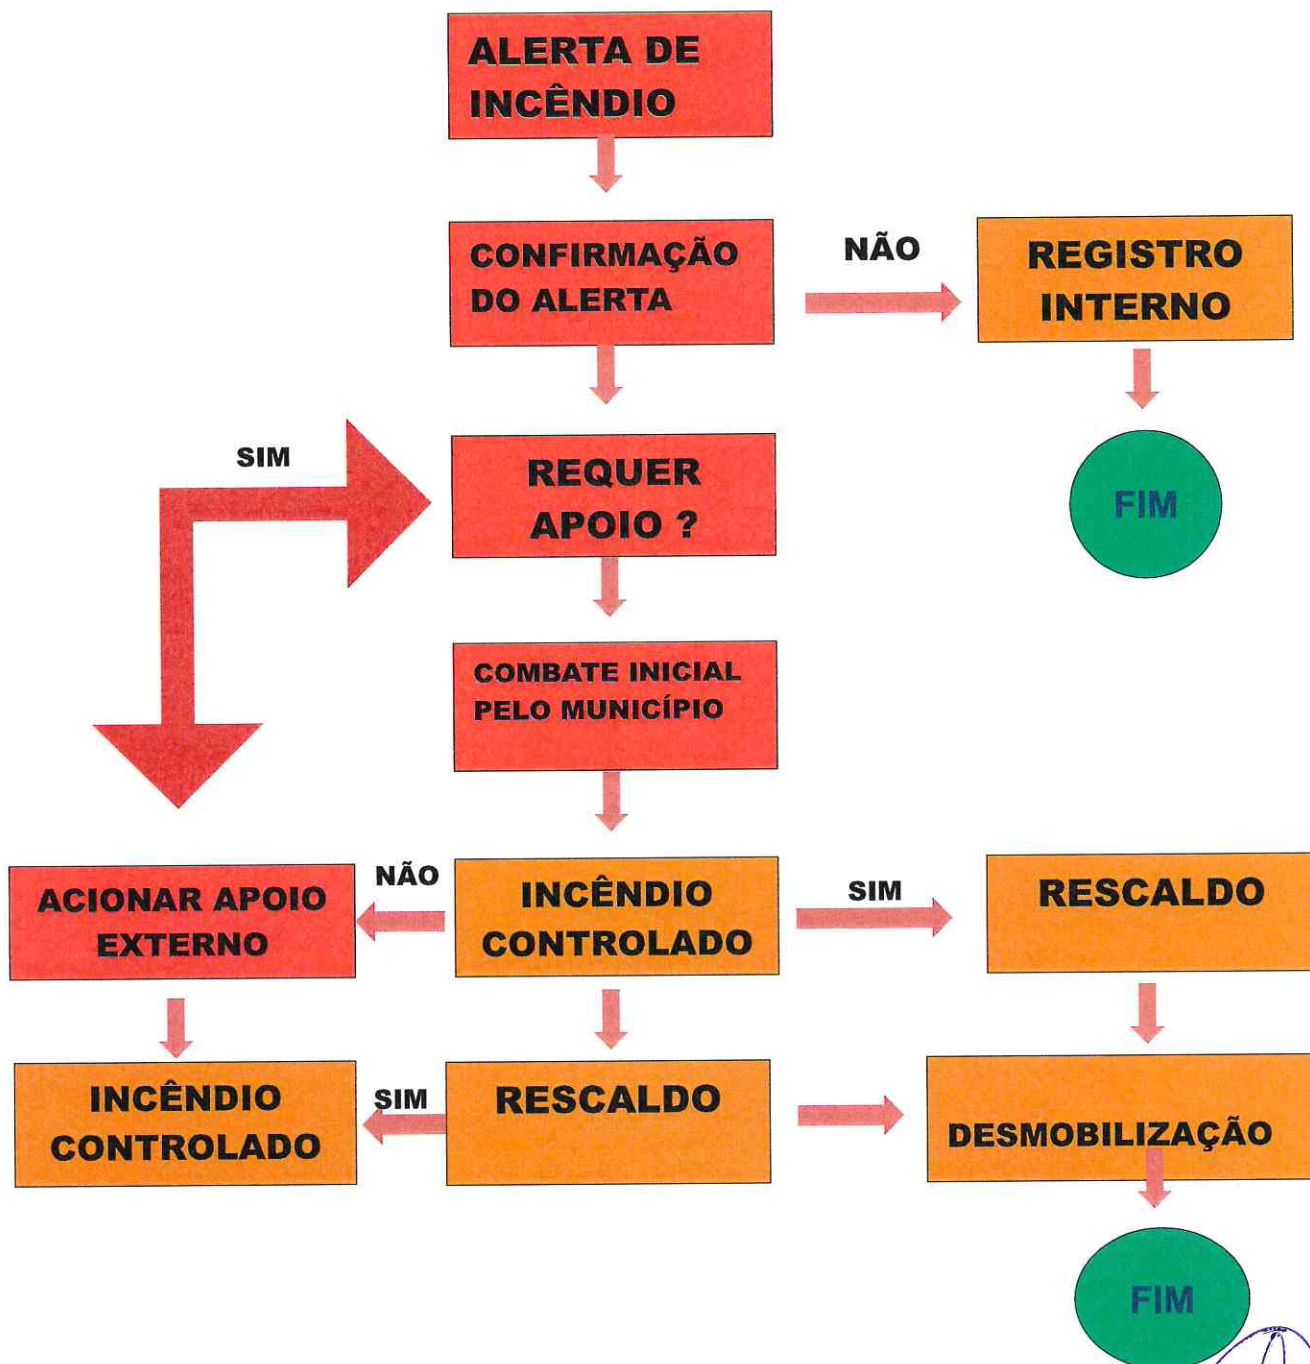 ALERTA DE
INCÊNDIO
CONFIRMAÇÃO
DO ALERTA
NÃO
REGISTRO
INTERNO
SIM
REQUER
APOIO ?
FIM
COMBATE INICIAL
PELO MUNICÍPIO
ACIONAR APOIO
EXTERNO
NÃO
INCÊNDIO
CONTROLADO
SIM
RESCALDO
INCÊNDIO
CONTROLADO
SIM
RESCALDO
DESMOBILIZAÇÃO
FIM